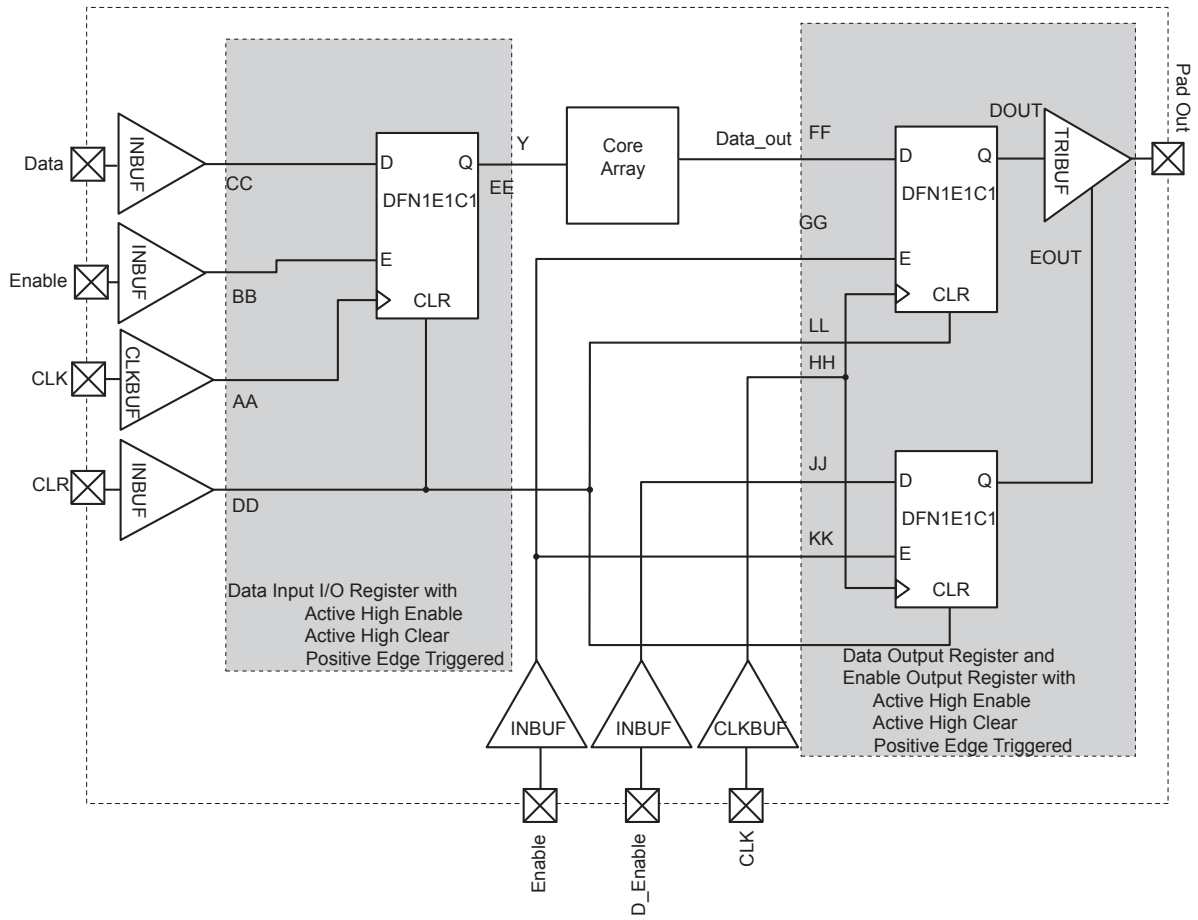 Pad Out
DOUT
FF
Data_out
Y
Core
Array
INBUF
D
Q
D
Q
TRIBUF
Data
CC
EE
DFN1E1C1
DFN1E1C1
GG
INBUF
E
E
EOUT
Enable
BB
CLR
CLR
LL
HH
CLKBUF
CLK
AA
JJ
INBUF
D
Q
CLR
DD
DFN1E1C1
KK
E
CLR
Data Input I/O Register with
Active High Enable
Active High Clear
Positive Edge Triggered
Data Output Register and
Enable Output Register with
Active High Enable
Active High Clear
Positive Edge Triggered
INBUF
INBUF
CLKBUF
Enable
D_Enable
CLK